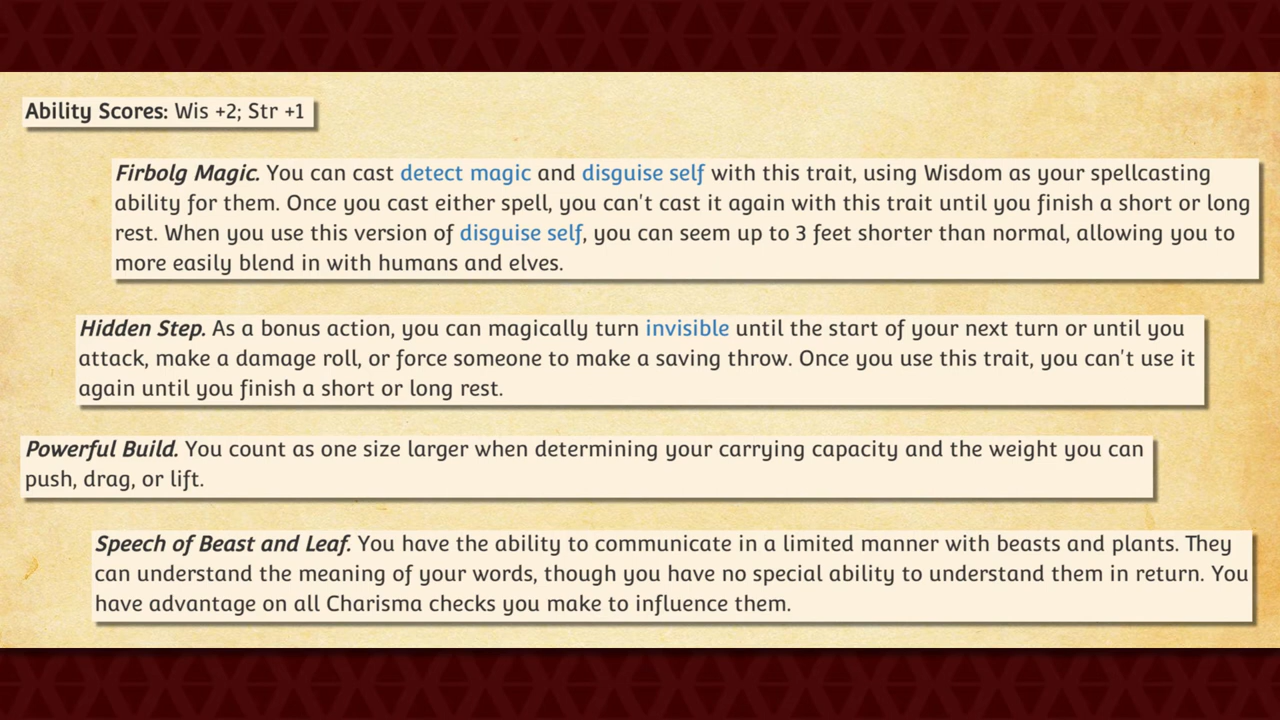 Ability Scores: Wis +2; Str +1
Firbolg Magic. You can cast detect magic and disguise self with this trait, using Wisdom as your spellcasting
ability for them. Once you cast either spell, you can't cast it again with this trait until you finish a short or long
rest. When you use this version of disguise self, you can seem up to 3 feet shorter than normal, allowing you to
more easily blend in with humans and elves.
Hidden Step. As a bonus action, you can magically turn invisible until the start of your next turn or until you
attack, make a damage roll, or force someone to make a saving throw. Once you use this trait, you can't use it
again until you finish a short or long rest.
Powerful Build. You count as one size larger when determining your carrying capacity and the weight you can
push, drag, or lift.
Speech of Beast and Leaf. You have the ability to communicate in a limited manner with beasts and plants. They
can understand the meaning of your words, though you have no special ability to understand them in return. You
have advantage on all Charisma checks you make to influence them.